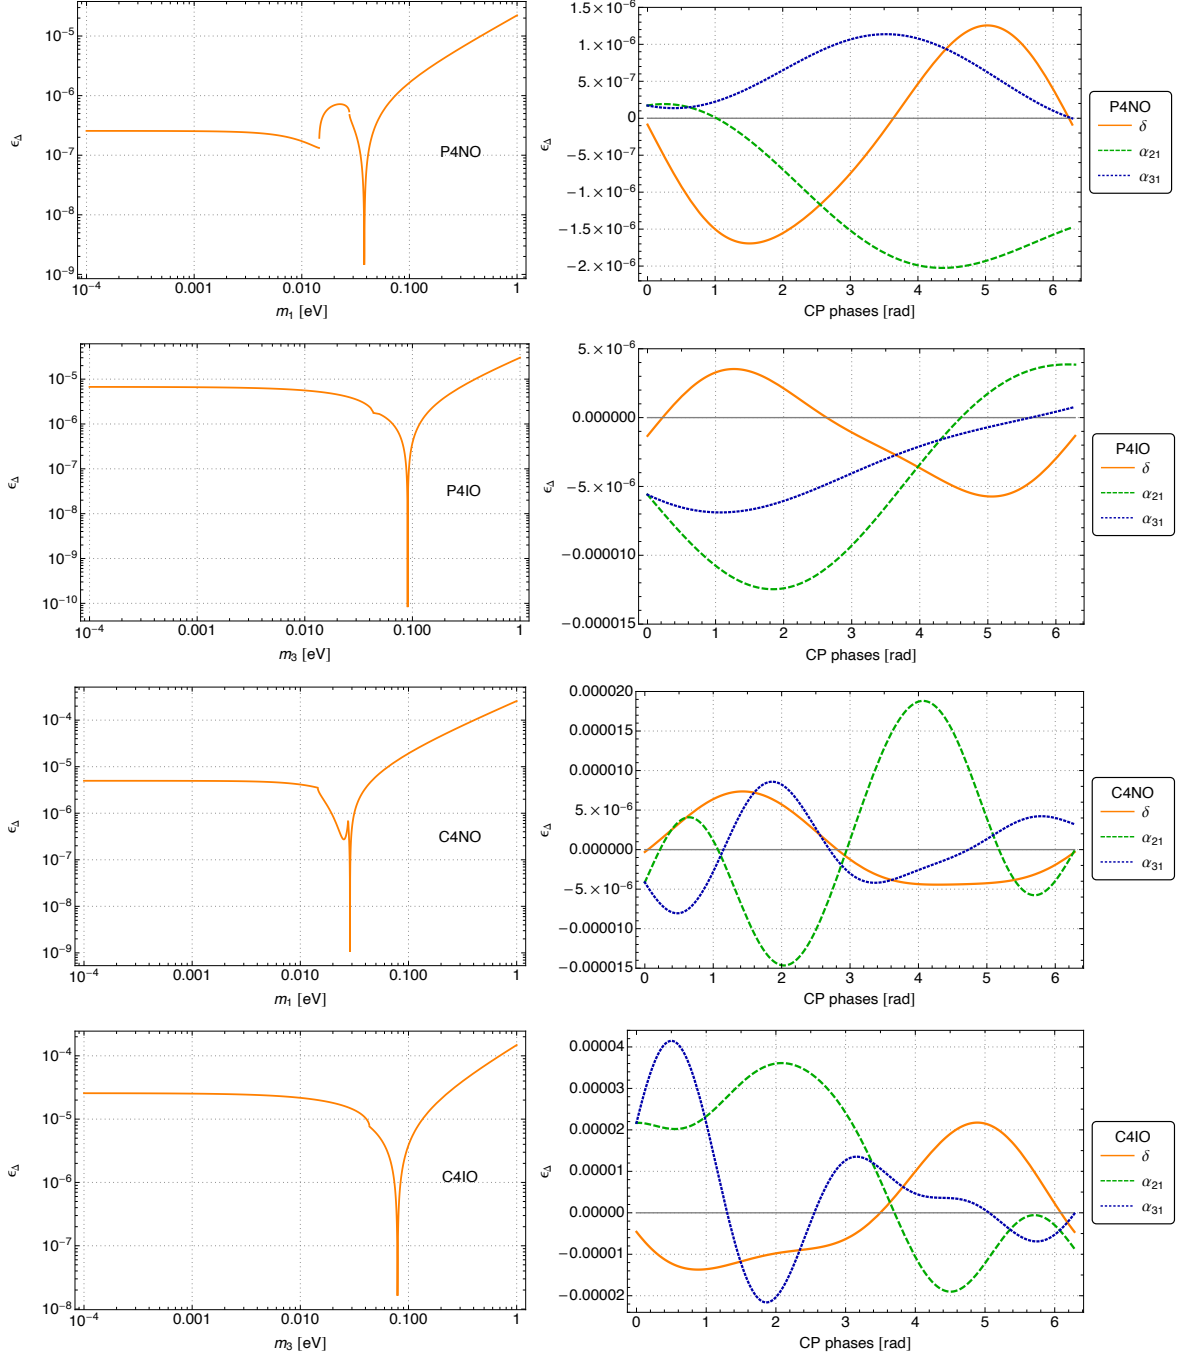 10⁻⁵
10⁻⁶
10⁻⁷
10⁻⁸
10⁻⁹
ϵ_Δ
P4NO
10⁻⁴ 0.001 0.010 0.100 1
m₁ [eV]
1.5×10⁻⁶
1.×10⁻⁶
5.×10⁻⁷
0
-5.×10⁻⁷
-1.×10⁻⁶
-1.5×10⁻⁶
-2.×10⁻⁶
ϵ_Δ
0 1 2 3 4 5 6
CP phases [rad]
P4NO
δ
α₂₁
α₃₁
10⁻⁵
10⁻⁶
10⁻⁷
10⁻⁸
10⁻⁹
10⁻¹⁰
ϵ_Δ
P4IO
10⁻⁴ 0.001 0.010 0.100 1
m₃ [eV]
5.×10⁻⁶
0.000000
-5.×10⁻⁶
-0.000010
-0.000015
ϵ_Δ
0 1 2 3 4 5 6
CP phases [rad]
P4IO
δ
α₂₁
α₃₁
10⁻⁴
10⁻⁵
10⁻⁶
10⁻⁷
10⁻⁸
10⁻⁹
ϵ_Δ
C4NO
10⁻⁴ 0.001 0.010 0.100 1
m₁ [eV]
0.000020
0.000015
0.000010
5.×10⁻⁶
0.000000
-5.×10⁻⁶
-0.000010
-0.000015
ϵ_Δ
0 1 2 3 4 5 6
CP phases [rad]
C4NO
δ
α₂₁
α₃₁
10⁻⁴
10⁻⁵
10⁻⁶
10⁻⁷
10⁻⁸
ϵ_Δ
C4IO
10⁻⁴ 0.001 0.010 0.100 1
m₃ [eV]
0.00004
0.00003
0.00002
0.00001
0.00000
-0.00001
-0.00002
ϵ_Δ
0 1 2 3 4 5 6
CP phases [rad]
C4IO
δ
α₂₁
α₃₁